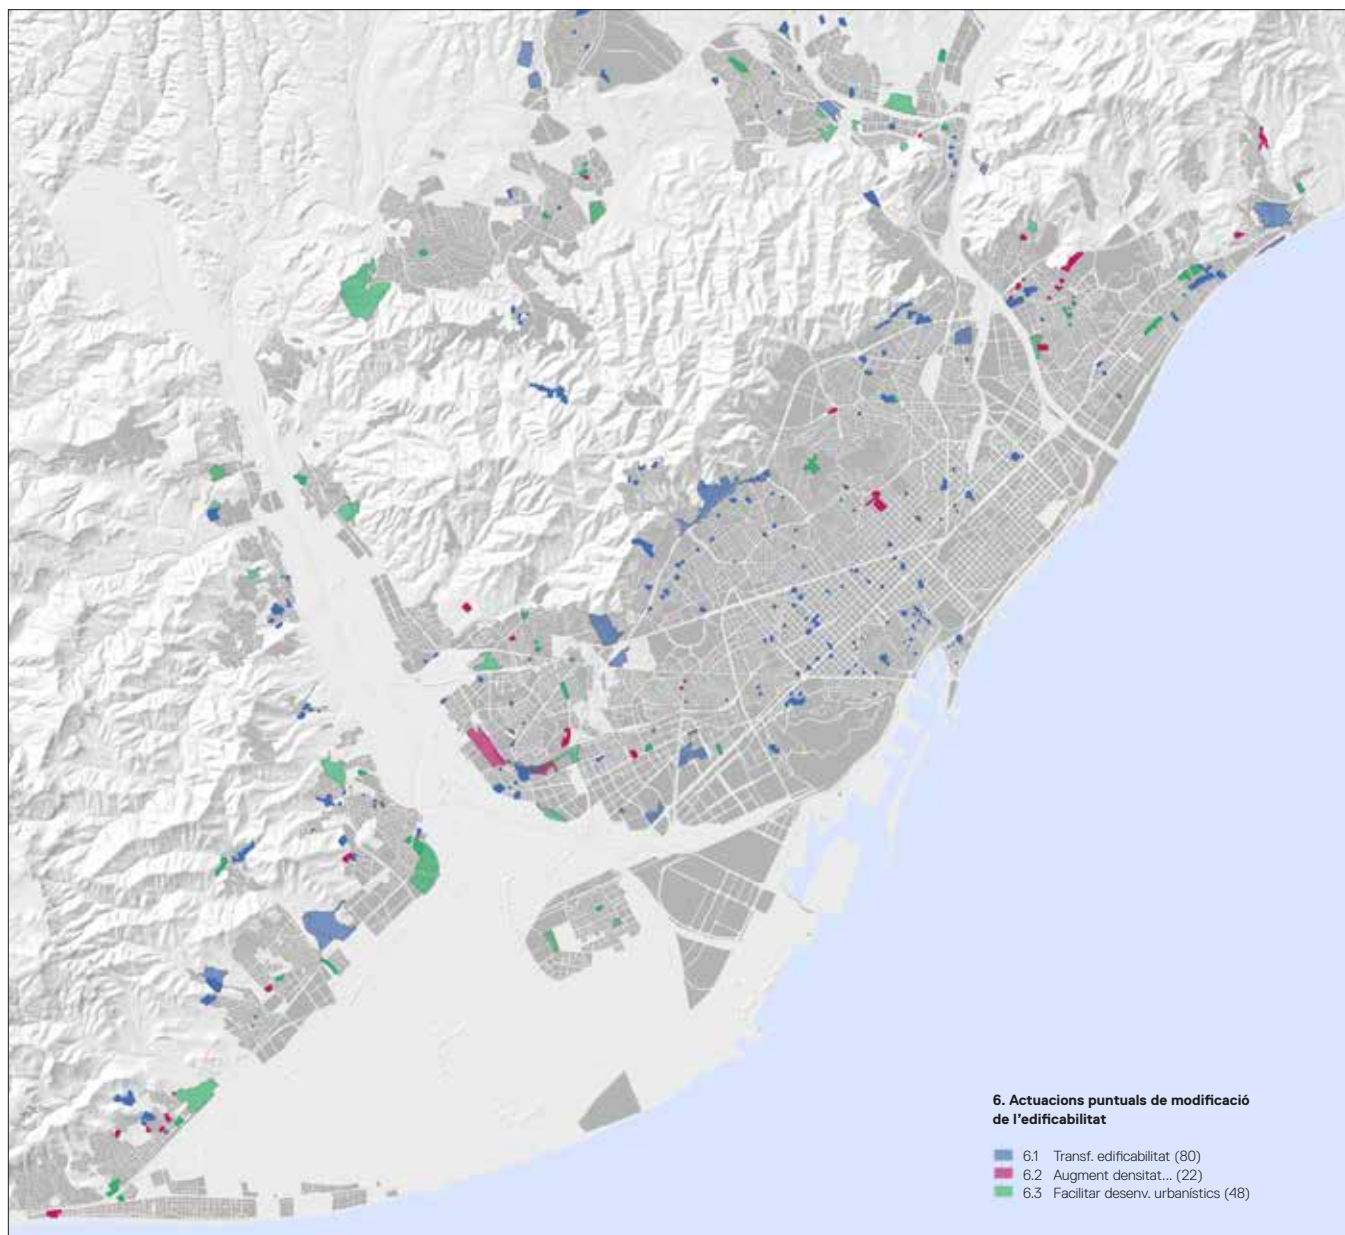 6. Actuacions puntuals de modificació
de l'edificabilitat
6.1 Transf. edificabilitat (80)
6.2 Augment densitat... (22)
6.3 Facilitar desenv. urbanístics (48)